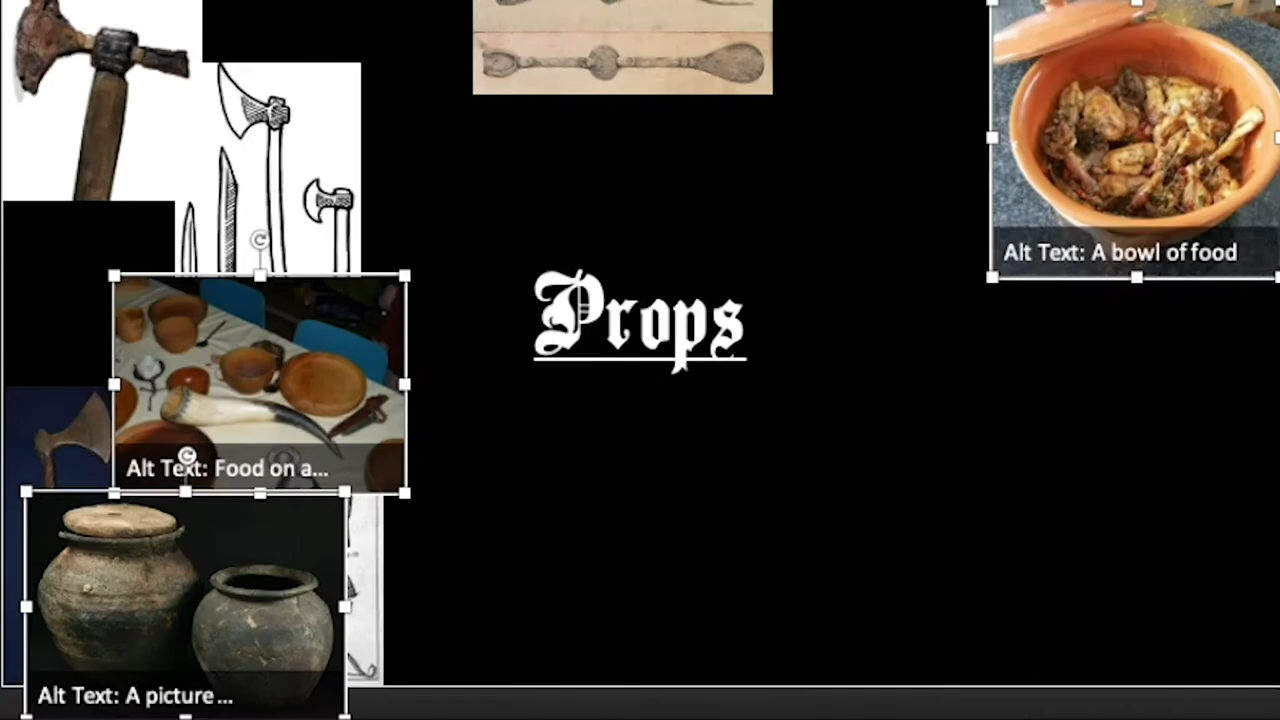 Alt Text: A bowl of food
Props
Alt Text: Food on a...
Alt Text: A picture ...